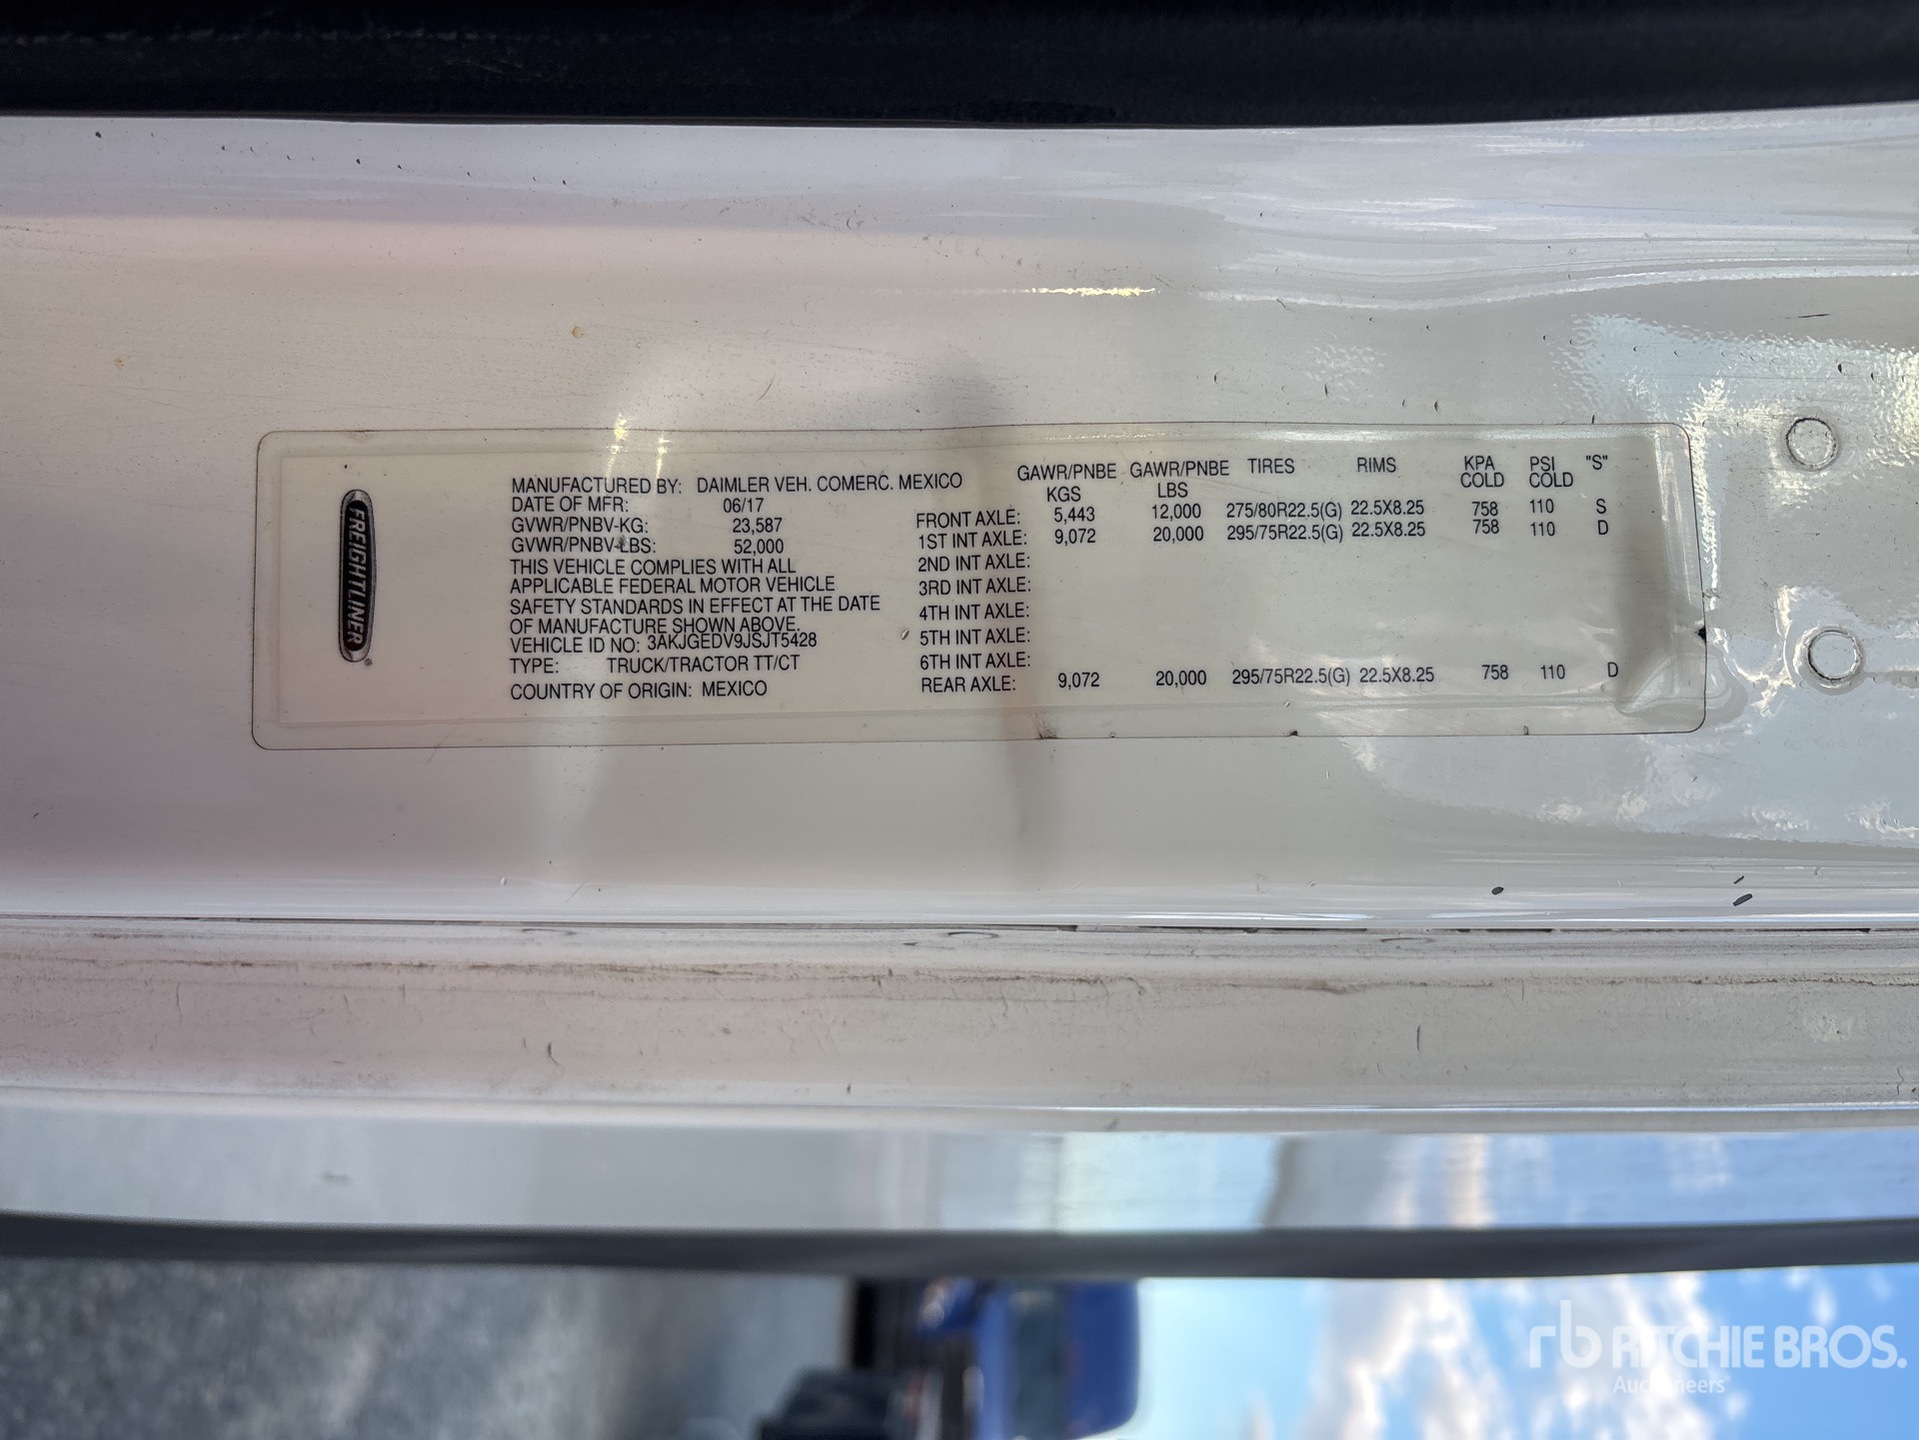 FREIGHTLINER®
MANUFACTURED BY: DAIMLER VEH. COMERC. MEXICO
DATE OF MFR: 06/17
GVWR/PNBV-KG: 23,587
GVWR/PNBV-LBS: 52,000
THIS VEHICLE COMPLIES WITH ALL
APPLICABLE FEDERAL MOTOR VEHICLE
SAFETY STANDARDS IN EFFECT AT THE DATE
OF MANUFACTURE SHOWN ABOVE.
VEHICLE ID NO: 3AKJGEDV9JSJT5428
TYPE: TRUCK/TRACTOR TT/CT
COUNTRY OF ORIGIN: MEXICO
GAWR/PNBE GAWR/PNBE TIRES RIMS KPA PSI "S"
KGS LBS COLD COLD
FRONT AXLE: 5,443 12,000 275/80R22.5(G) 22.5X8.25 758 110 S
1ST INT AXLE: 9,072 20,000 295/75R22.5(G) 22.5X8.25 758 110 D
2ND INT AXLE:
3RD INT AXLE:
4TH INT AXLE:
5TH INT AXLE:
6TH INT AXLE:
REAR AXLE: 9,072 20,000 295/75R22.5(G) 22.5X8.25 758 110 D
rb RITCHIE BROS.
Auctioneers